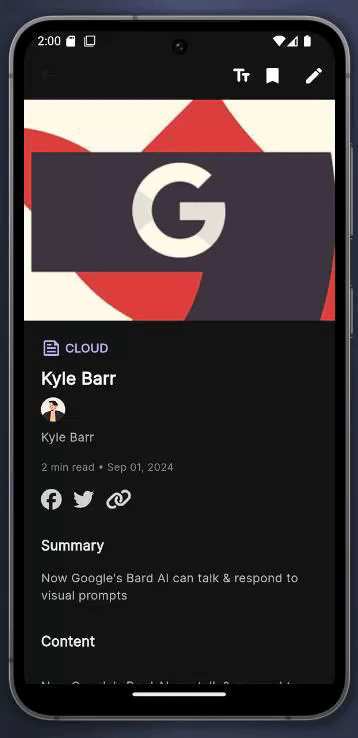 2:00
Tт
G
CLOUD
Kyle Barr
Kyle Barr
2 min read • Sep 01, 2024
Summary
Now Google's Bard AI can talk & respond to
visual prompts
Content